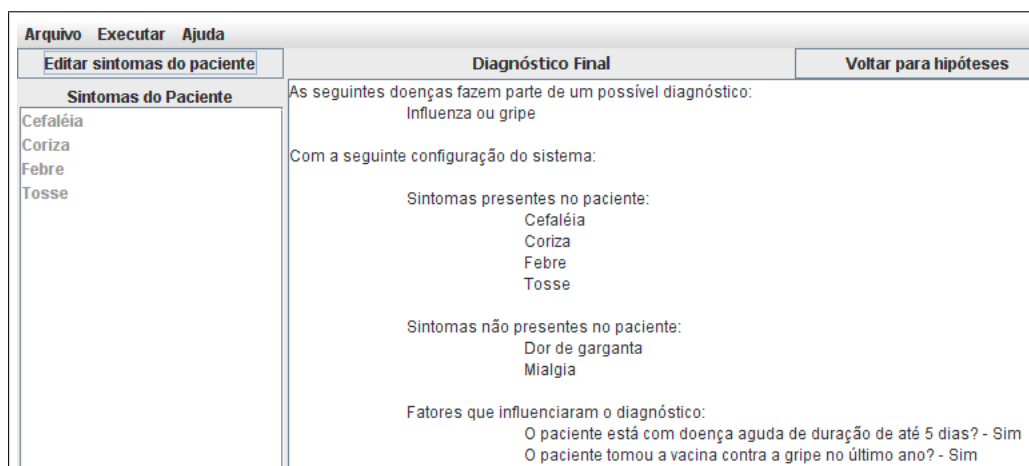 Arquivo Executar Ajuda
Editar sintomas do paciente
Diagnóstico Final
Voltar para hipóteses
Sintomas do Paciente
Cefaléia
Coriza
Febre
Tosse
As seguintes doenças fazem parte de um possível diagnóstico:
Influenza ou gripe
Com a seguinte configuração do sistema:
Sintomas presentes no paciente:
Cefaléia
Coriza
Febre
Tosse
Sintomas não presentes no paciente:
Dor de garganta
Mialgia
Fatores que influenciaram o diagnóstico:
O paciente está com doença aguda de duração de até 5 dias? - Sim
O paciente tomou a vacina contra a gripe no último ano? - Sim